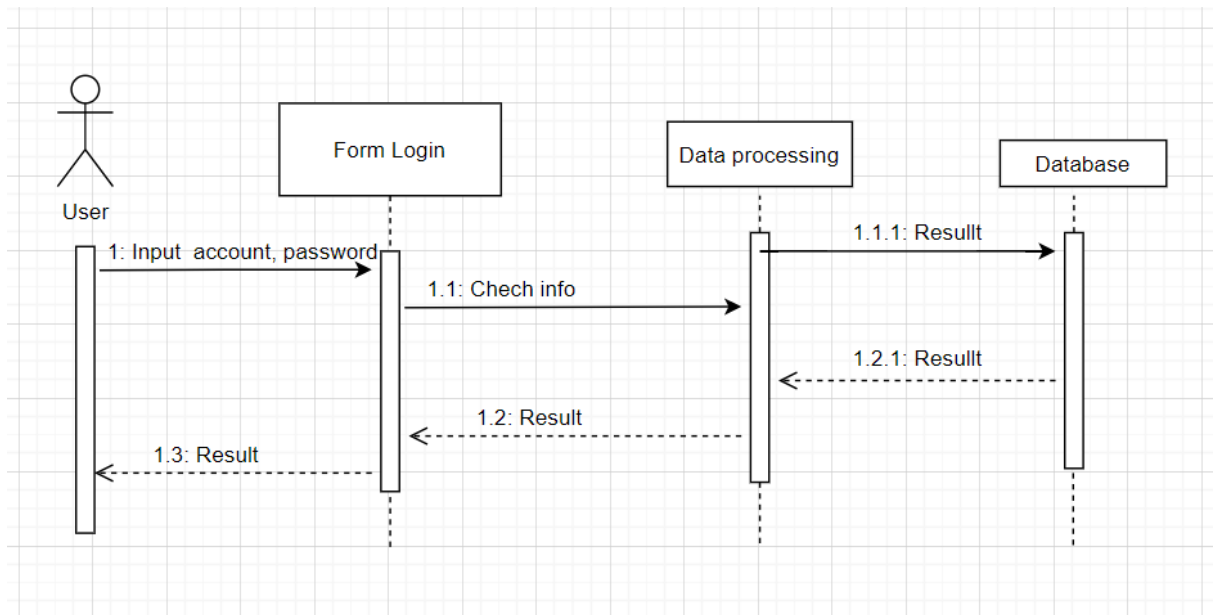 Form Login
Data processing
Database
User
1: Input account, password
1.1.1: Resullt
1.1: Chech info
1.2.1: Resullt
1.2: Result
1.3: Result